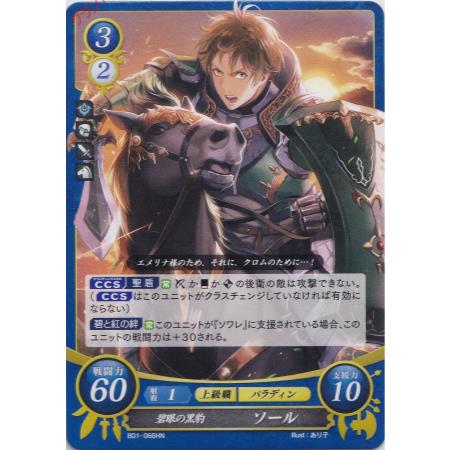 3
2
エメリナ様のため、それに、クロムのために…！
CCS 聖盾 常 か か の後衛の敵は攻撃できない。
（ CCS はこのユニットがクラスチェンジしていなければ有効に
ならない）
碧と紅の絆 常 このユニットが『ソワレ』に支援されている場合、この
ユニットの戦闘力は＋30される。
戦闘力 60
射程 1 上級職 パラディン
支援力 10
碧眼の黒豹 ソール
B01-066HN
Illust：あり子